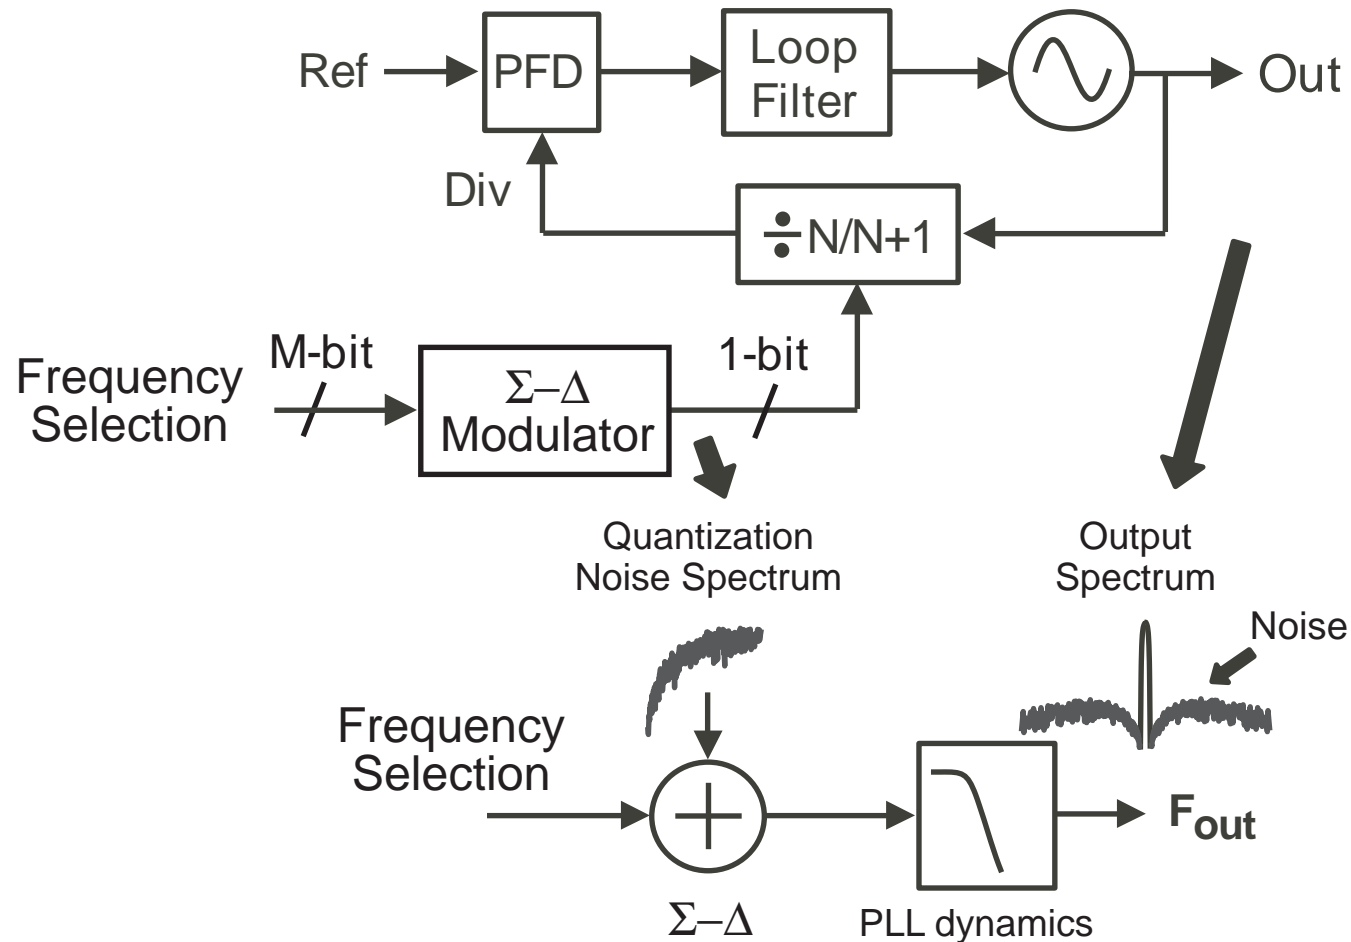 Ref
PFD
Loop
Filter
Out
Div
÷ N/N+1
Frequency
Selection
M-bit
Σ–Δ
Modulator
1-bit
Quantization
Noise Spectrum
Output
Spectrum
Noise
Frequency
Selection
Fout
Σ–Δ
PLL dynamics